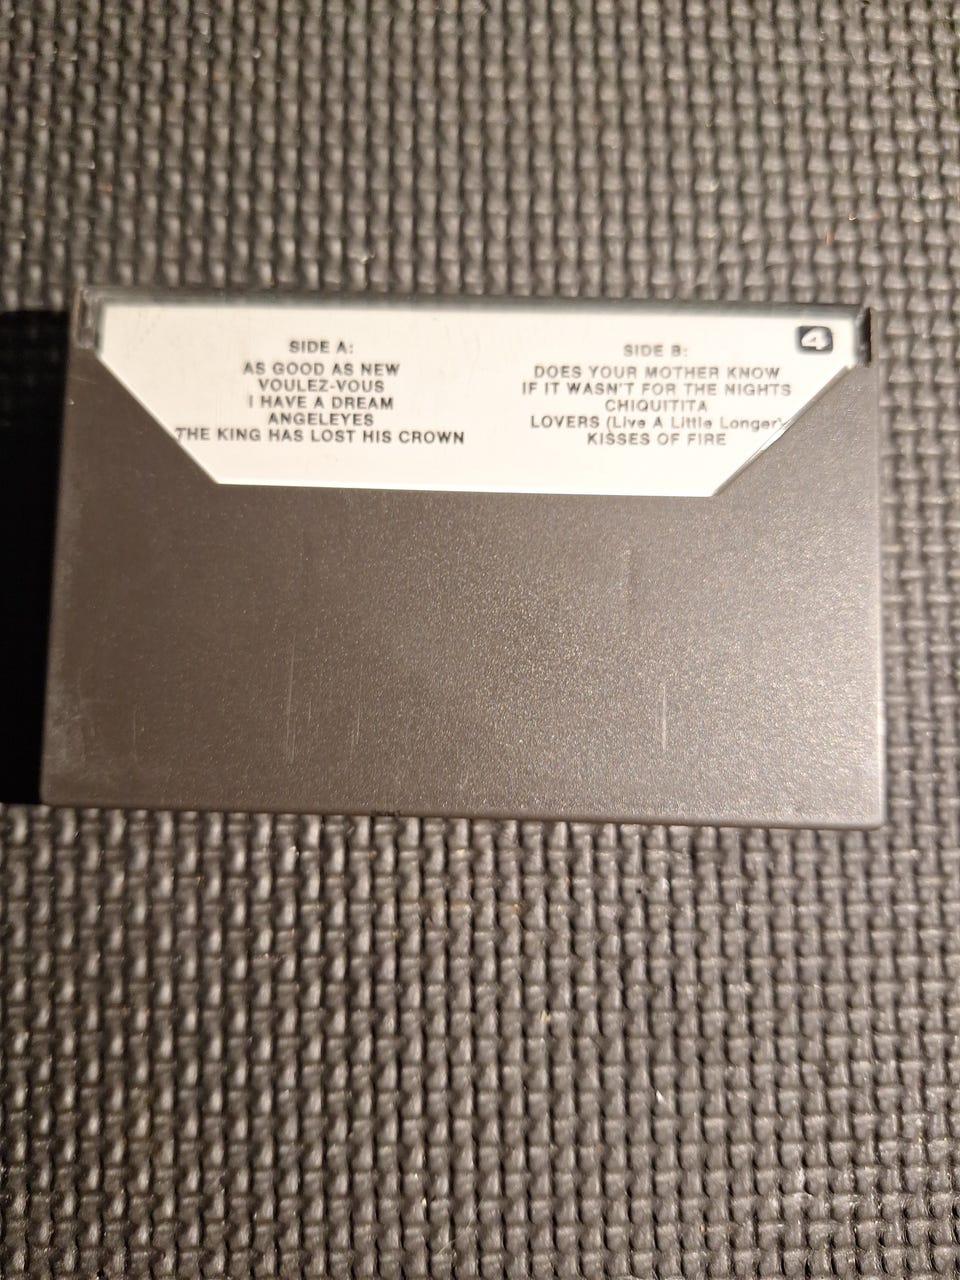 SIDE A:
AS GOOD AS NEW
VOULEZ-VOUS
I HAVE A DREAM
ANGELEYES
THE KING HAS LOST HIS CROWN
4
SIDE B:
DOES YOUR MOTHER KNOW
IF IT WASN'T FOR THE NIGHTS
CHIQUITITA
LOVERS (Live A Little Longer)
KISSES OF FIRE